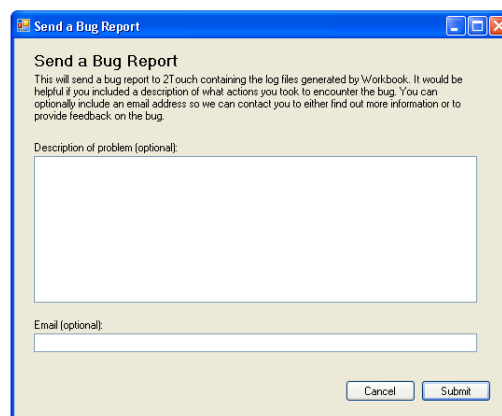 Send a Bug Report
Send a Bug Report
This will send a bug report to 2Touch containing the log files generated by Workbook. It would be
helpful if you included a description of what actions you took to encounter the bug. You can
optionally include an email address so we can contact you to either find out more information or to
provide feedback on the bug.
Description of problem (optional):
Email (optional):
Cancel Submit